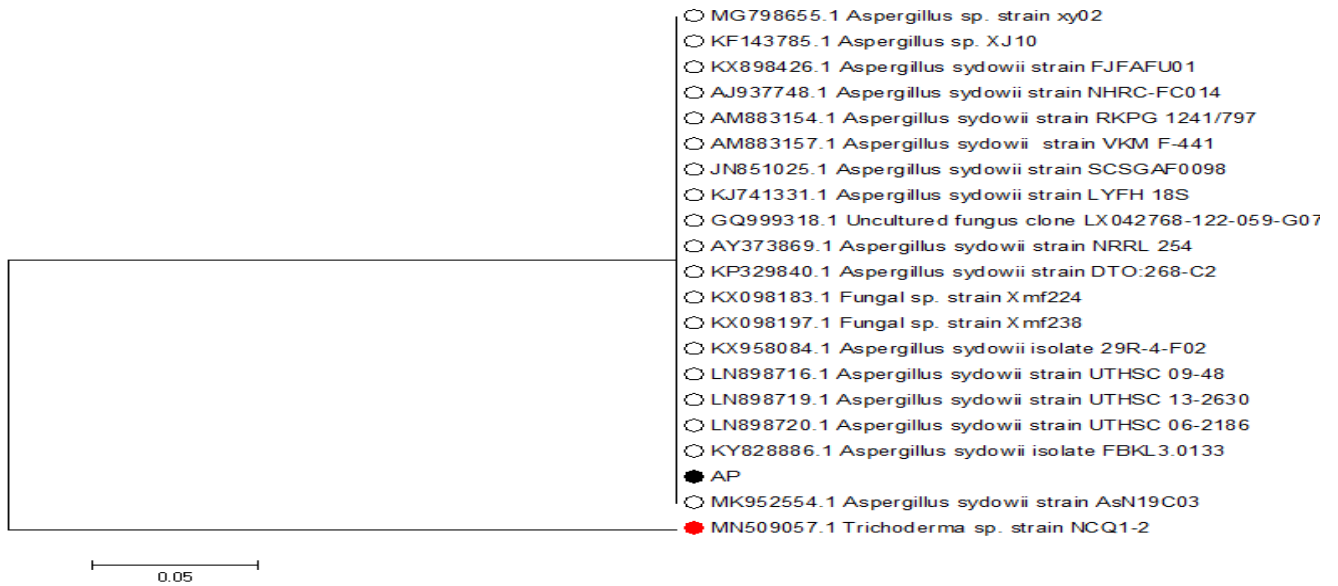 MG798655.1 Aspergillus sp. strain xy02
KF143785.1 Aspergillus sp. XJ10
KX898426.1 Aspergillus sydowii strain FJFAFU01
AJ937748.1 Aspergillus sydowii strain NHRC-FC014
AM883154.1 Aspergillus sydowii strain RKPG 1241/797
AM883157.1 Aspergillus sydowii strain VKM F-441
JN851025.1 Aspergillus sydowii strain SCSGAF0098
KJ741331.1 Aspergillus sydowii strain LYFH 18S
GQ999318.1 Uncultured fungus clone LX042768-122-059-G07
AY373869.1 Aspergillus sydowii strain NRRL 254
KP329840.1 Aspergillus sydowii strain DTO:268-C2
KX098183.1 Fungal sp. strain Xmf224
KX098197.1 Fungal sp. strain Xmf238
KX958084.1 Aspergillus sydowii isolate 29R-4-F02
LN898716.1 Aspergillus sydowii strain UTHSC 09-48
LN898719.1 Aspergillus sydowii strain UTHSC 13-2630
LN898720.1 Aspergillus sydowii strain UTHSC 06-2186
KY828886.1 Aspergillus sydowii isolate FBKL3.0133
AP
MK952554.1 Aspergillus sydowii strain AsN19C03
MN509057.1 Trichoderma sp. strain NCQ1-2
0.05